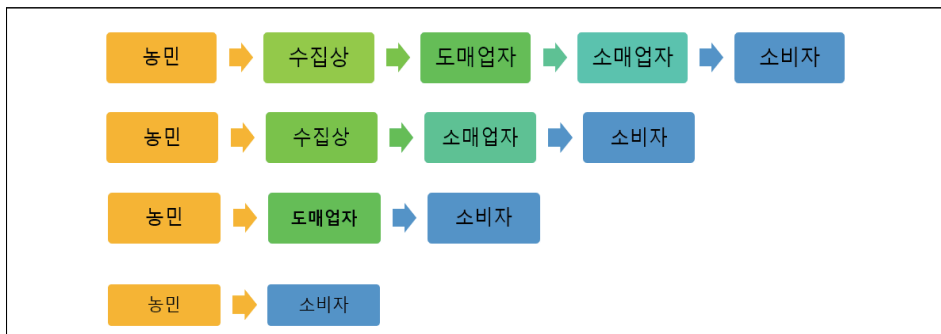 농민 수집상 도매업자 소매업자 소비자
농민 수집상 소매업자 소비자
농민 도매업자 소비자
농민 소비자